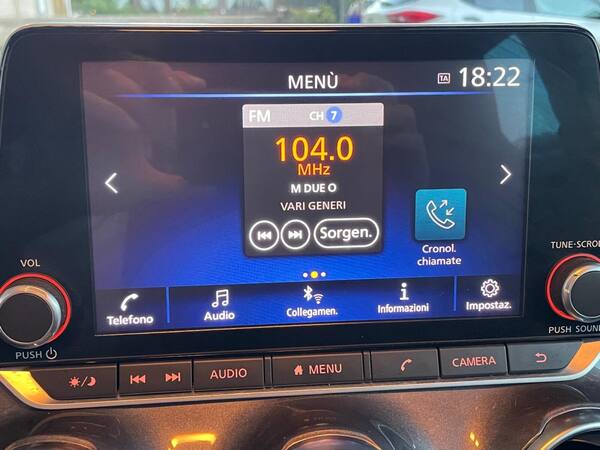 MENÙ
TA 18:22
FM CH 7
104.0
MHz
M DUE O
VARI GENERI
Sorgen.
Cronol.
chiamate
VOL
TUNE·SCROLL
Telefono
Audio
Collegamen.
Informazioni
Impostaz.
PUSH
PUSH SOUND
AUDIO
MENU
CAMERA